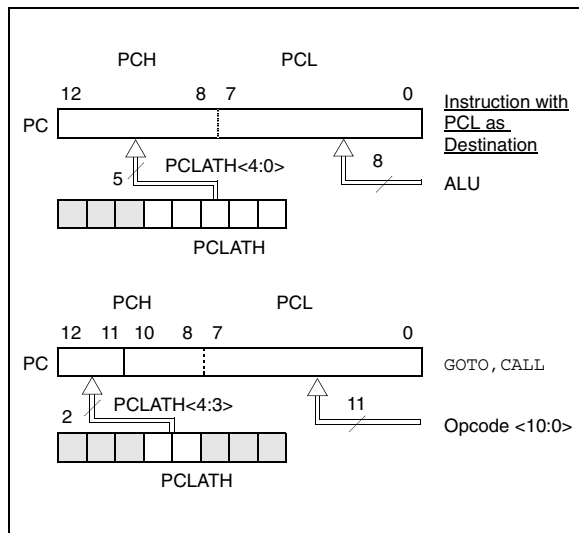 PCH PCL
12 8 7 0
PC
Instruction with
PCL as
Destination
5 PCLATH<4:0> 8
ALU
PCLATH
PCH PCL
12 11 10 8 7 0
PC
GOTO, CALL
2 PCLATH<4:3> 11
Opcode <10:0>
PCLATH